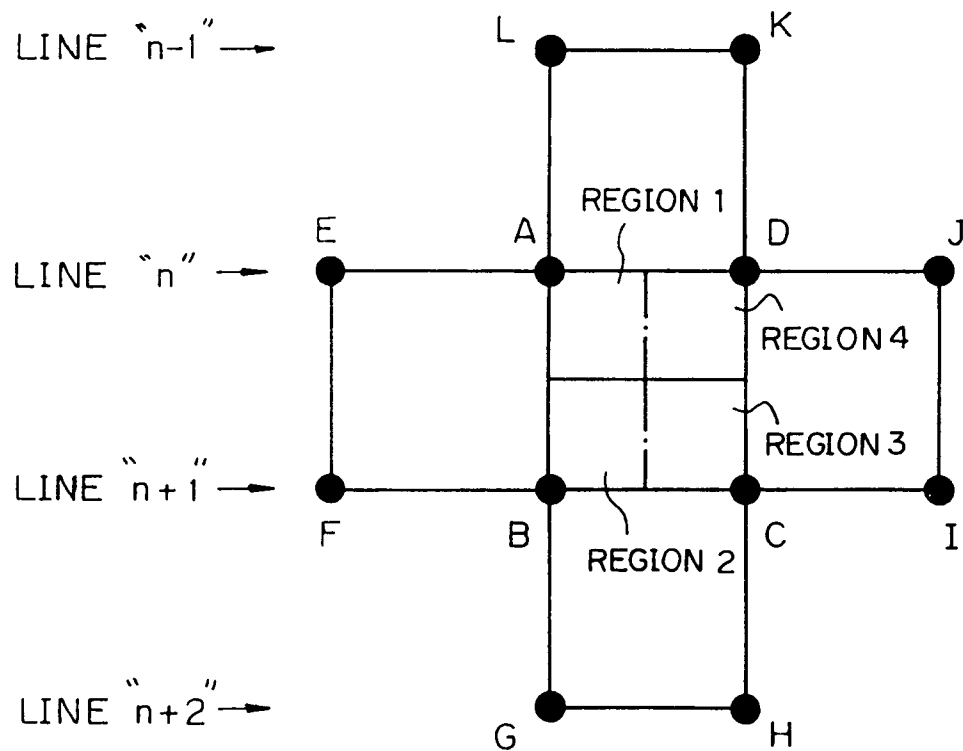 LINE "n-1" L K
REGION 1
E A D J
LINE "n"
REGION 4
REGION 3
LINE "n+1"
F B C I
REGION 2
LINE "n+2"
G H